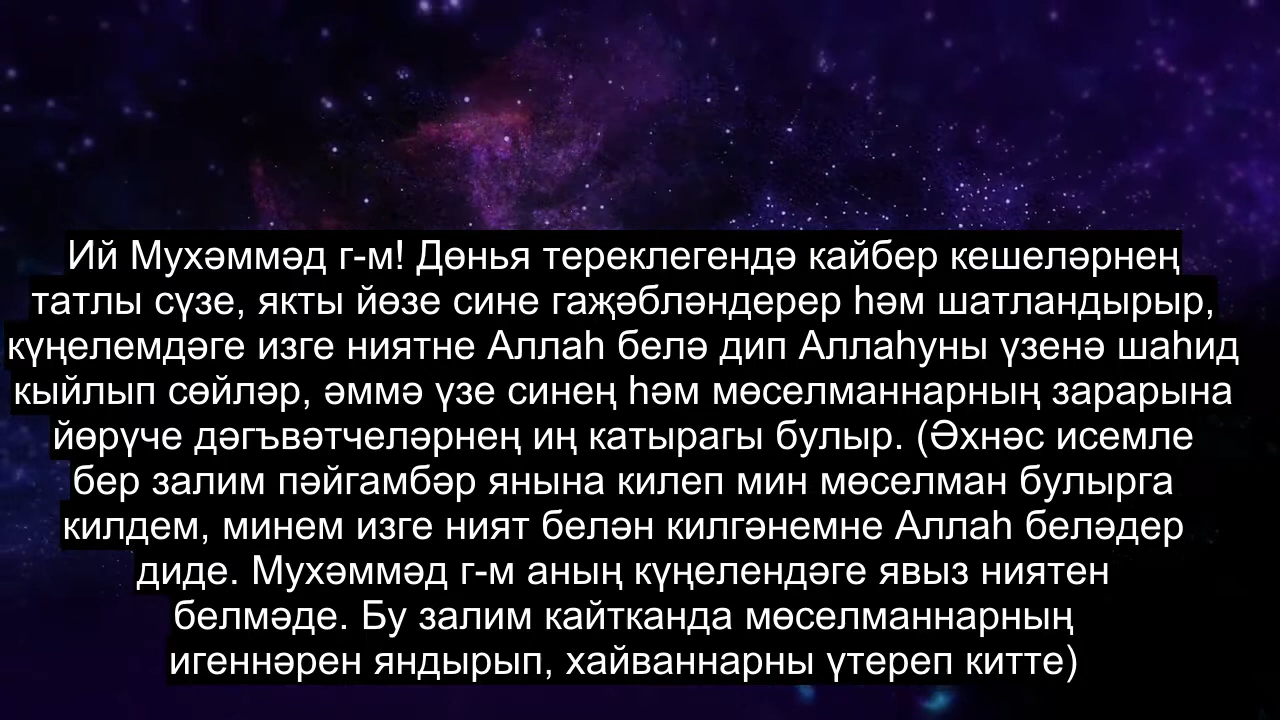 Ий Мухәммәд г-м! Дөнья тереклегендә кайбер кешеләрнең
татлы сүзе, якты йөзе сине гаҗәбләндерер һәм шатландырыр,
күңелемдәге изге ниятне Аллаһ белә дип Аллаһуны үзенә шаһид
кыйлып сөйләр, әммә үзе синең һәм мөселманнарның зарарына
йөрүче дәгъвәтчеләрнең иң катырагы булыр. (Әхнәс исемле
бер залим пәйгамбәр янына килеп мин мөселман булырга
килдем, минем изге ният белән килгәнемне Аллаһ беләдер
диде. Мухәммәд г-м аның күңелендәге явыз ниятен
белмәде. Бу залим кайтканда мөселманнарның
игеннәрен яндырып, хайваннарны үтереп китте)